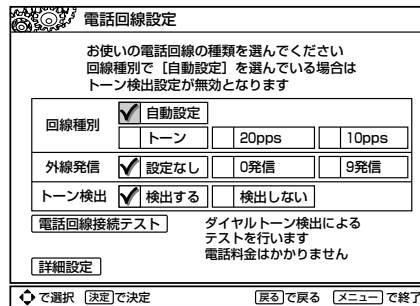 電話回線設定
お使いの電話回線の種類を選んでください
回線種別で［自動設定］を選んでいる場合は
トーン検出設定が無効となります
回線種別 自動設定
トーン 20pps 10pps
外線発信 設定なし 0発信 9発信
トーン検出 検出する 検出しない
電話回線接続テスト ダイヤルトーン検出による
テストを行います
電話料金はかかりません
詳細設定
で選択 決定 で決定 戻る で戻る メニュー で終了